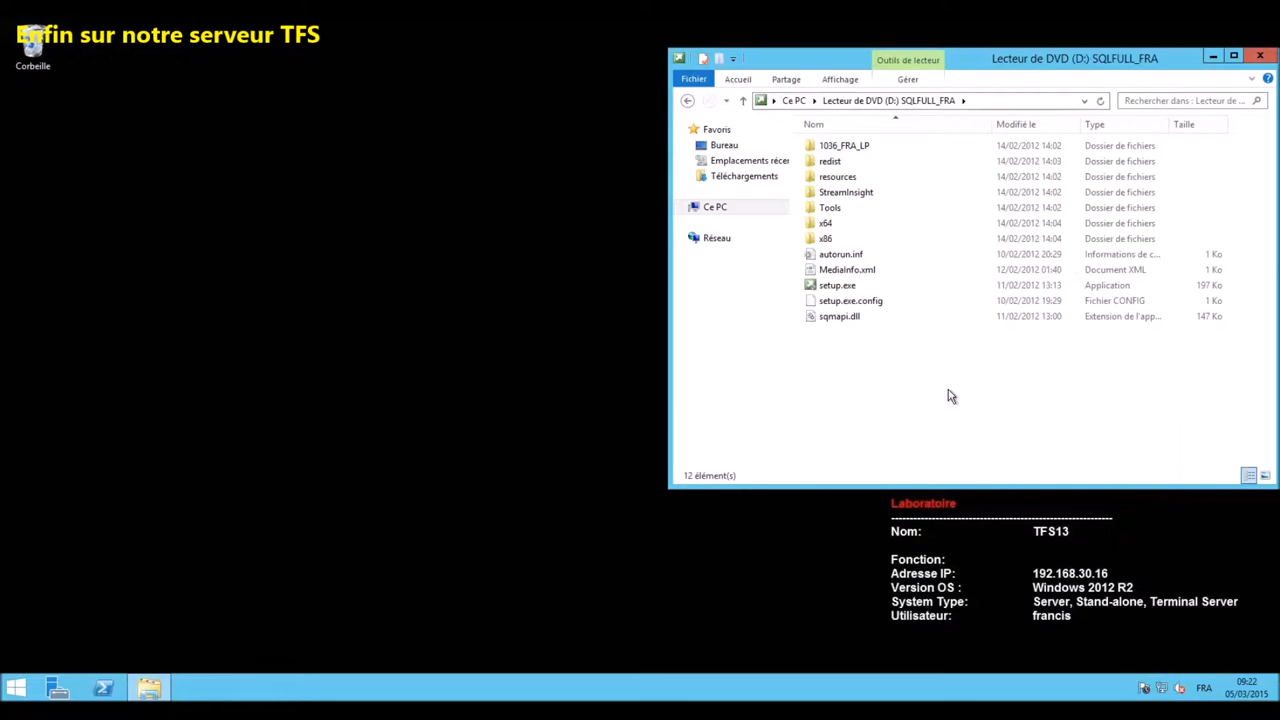 Enfin sur notre serveur TFS
Corbeille
Outils de lecteur
Lecteur de DVD (D:) SQLFULL_FRA
Fichier Accueil Partage Affichage Gérer
Ce PC Lecteur de DVD (D:) SQLFULL_FRA
Rechercher dans : Lecteur de ...
Favoris
Bureau
Emplacements récer
Téléchargements
Ce PC
Réseau
Nom Modifié le Type Taille
1036_FRA_LP 14/02/2012 14:02 Dossier de fichiers
redist 14/02/2012 14:03 Dossier de fichiers
resources 14/02/2012 14:02 Dossier de fichiers
StreamInsight 14/02/2012 14:02 Dossier de fichiers
Tools 14/02/2012 14:02 Dossier de fichiers
x64 14/02/2012 14:04 Dossier de fichiers
x86 14/02/2012 14:04 Dossier de fichiers
autorun.inf 10/02/2012 20:29 Informations de c... 1 Ko
MediaInfo.xml 12/02/2012 01:40 Document XML 1 Ko
setup.exe 11/02/2012 13:13 Application 197 Ko
setup.exe.config 10/02/2012 19:29 Fichier CONFIG 1 Ko
sqmapi.dll 11/02/2012 13:00 Extension de l'app... 147 Ko
12 élément(s)
Laboratoire
------------------------------------------------------------
Nom: TFS13
Fonction:
Adresse IP: 192.168.30.16
Version OS : Windows 2012 R2
System Type: Server, Stand-alone, Terminal Server
Utilisateur: francis
FRA
09:22
05/03/2015